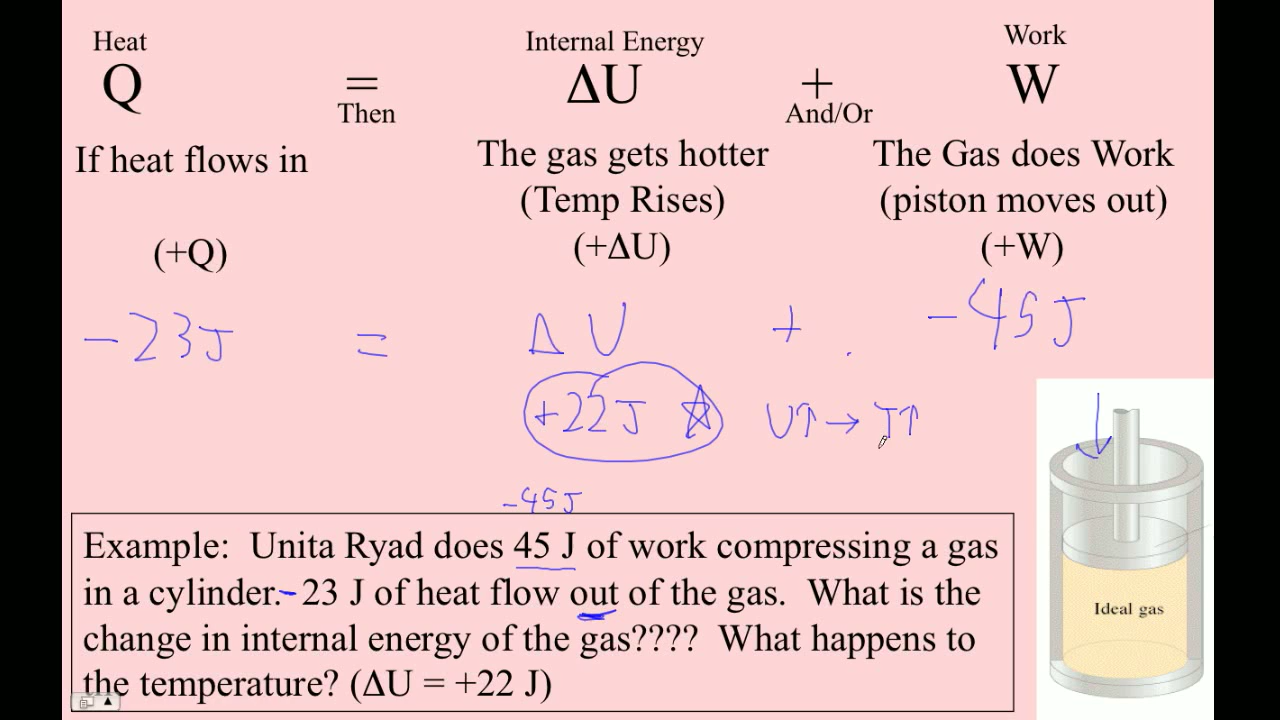 Heat Internal Energy Work
Q = ΔU + W
Then And/Or
If heat flows in The gas gets hotter The Gas does Work
(Temp Rises) (piston moves out)
(+Q) (+ΔU) (+W)
-23J = ΔU + -45J
+22J ☆ U↑ → T↑
-45J
Example: Unita Ryad does 45 J of work compressing a gas
in a cylinder. - 23 J of heat flow out of the gas. What is the
change in internal energy of the gas???? What happens to
the temperature? (ΔU = +22 J)
Ideal gas